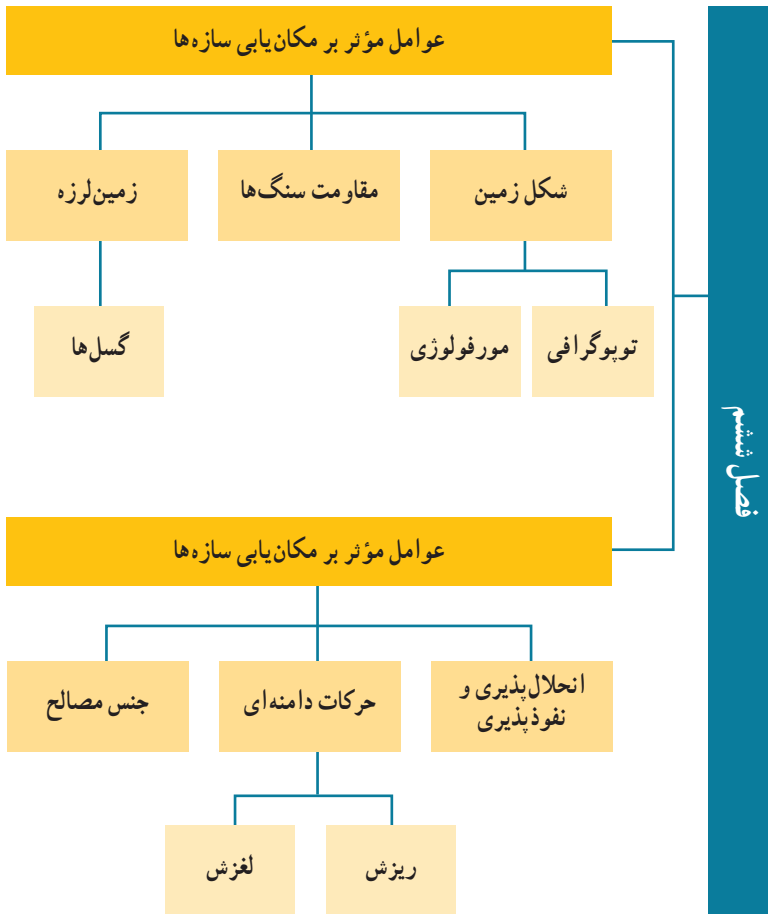 فصل ششم
عوامل مؤثر بر مکان‌یابی سازه‌ها
شکل زمین
مقاومت سنگ‌ها
زمین‌لرزه
توپوگرافی
مورفولوژی
گسل‌ها
عوامل مؤثر بر مکان‌یابی سازه‌ها
انحلال‌پذیری و
نفوذپذیری
حرکات دامنه‌ای
جنس مصالح
ریزش
لغزش